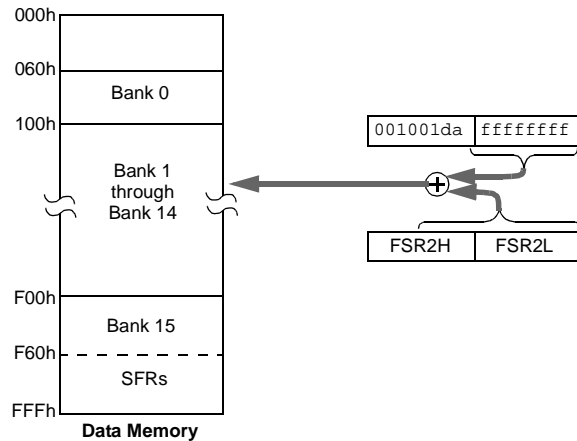 000h
060h
Bank 0
100h
001001da ffffffff
Bank 1
through
Bank 14
FSR2H FSR2L
F00h
Bank 15
F60h
SFRs
FFFh
Data Memory